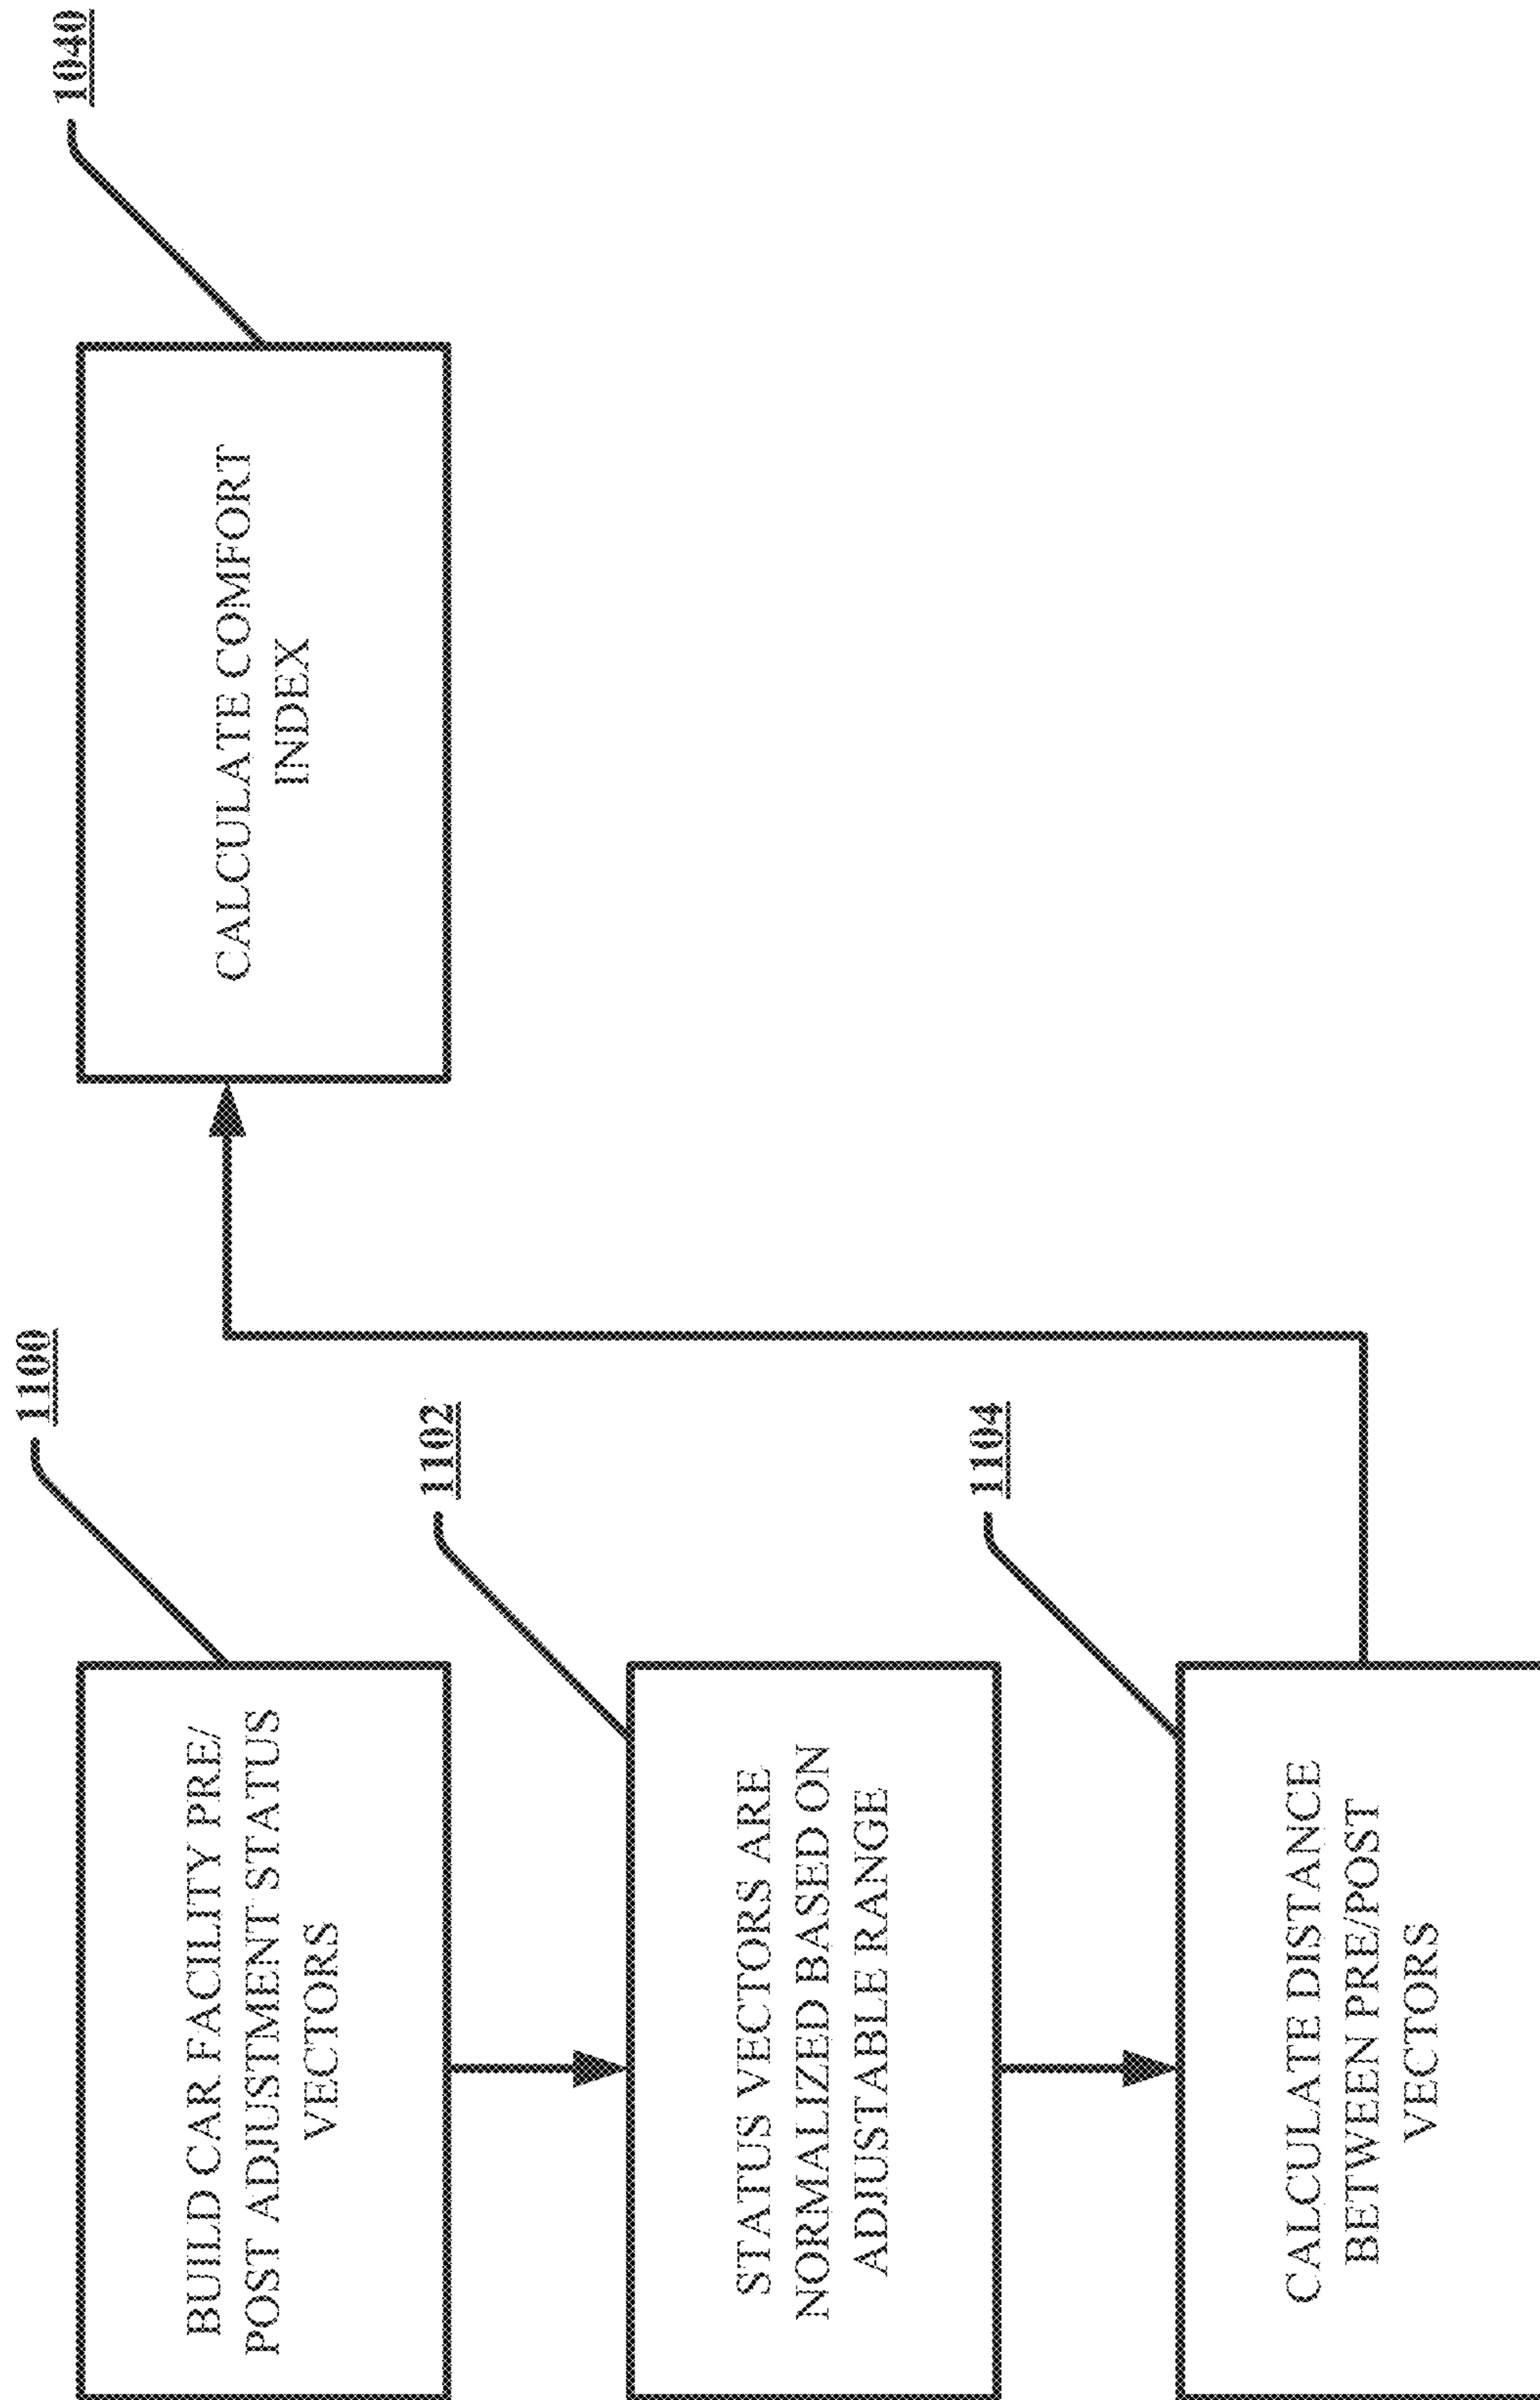 1100
BUILD CAR FACILITY PRE/
POST ADJUSTMENT STATUS
VECTORS
1102
STATUS VECTORS ARE
NORMALIZED BASED ON
ADJUSTABLE RANGE
1104
CALCULATE DISTANCE
BETWEEN PRE/POST
VECTORS
1040
CALCULATE COMFORT
INDEX